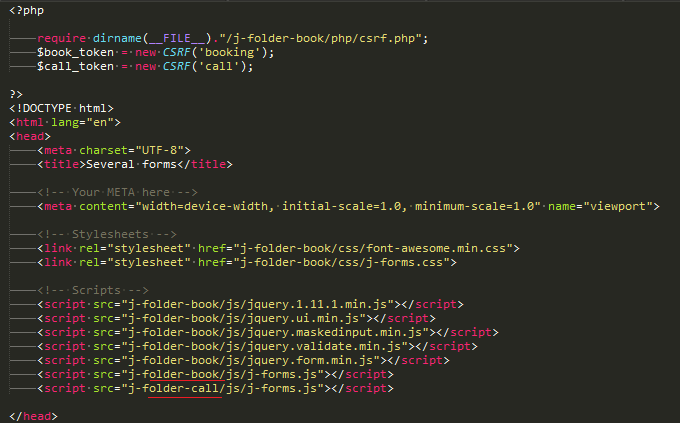 <?php
require dirname(__FILE__)."/j-folder-book/php/csrf.php";
$book_token = new CSRF('booking');
$call_token = new CSRF('call');
?>
<!DOCTYPE html>
<html lang="en">
<head>
<meta charset="UTF-8">
<title>Several forms</title>
<!-- Your META here -->
<meta content="width=device-width, initial-scale=1.0, minimum-scale=1.0" name="viewport">
<!-- Stylesheets -->
<link rel="stylesheet" href="j-folder-book/css/font-awesome.min.css">
<link rel="stylesheet" href="j-folder-book/css/j-forms.css">
<!-- Scripts -->
<script src="j-folder-book/js/jquery.1.11.1.min.js"></script>
<script src="j-folder-book/js/jquery.ui.min.js"></script>
<script src="j-folder-book/js/jquery.maskedinput.min.js"></script>
<script src="j-folder-book/js/jquery.validate.min.js"></script>
<script src="j-folder-book/js/jquery.form.min.js"></script>
<script src="j-folder-book/js/j-forms.js"></script>
<script src="j-folder-call/js/j-forms.js"></script>
</head>